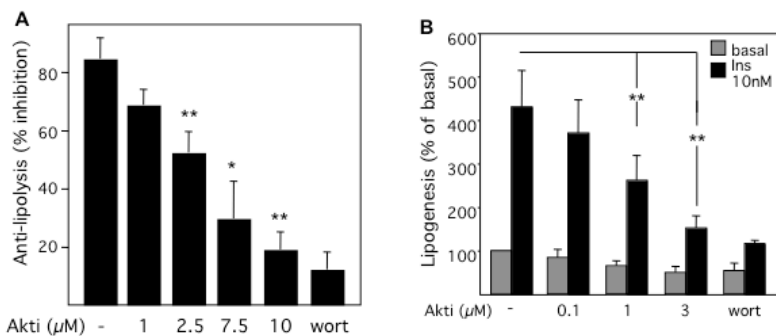 A
Anti-lipolysis (% inhibition)
80
60
40
20
**
*
**
Akti (μM) - 1 2.5 7.5 10 wort
B
Lipogenesis (% of basal)
600
500
400
300
200
100
basal
Ins
10nM
**
**
Akti (μM) - 0.1 1 3 wort